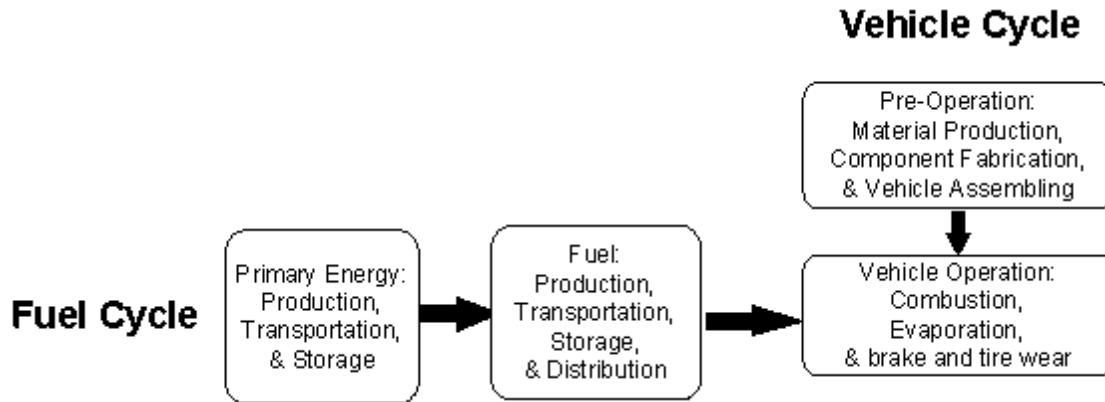 Vehicle Cycle
Pre-Operation:
Material Production,
Component Fabrication,
& Vehicle Assembling
Fuel Cycle
Primary Energy:
Production,
Transportation,
& Storage
Fuel:
Production,
Transportation,
Storage,
& Distribution
Vehicle Operation:
Combustion,
Evaporation,
& brake and tire wear